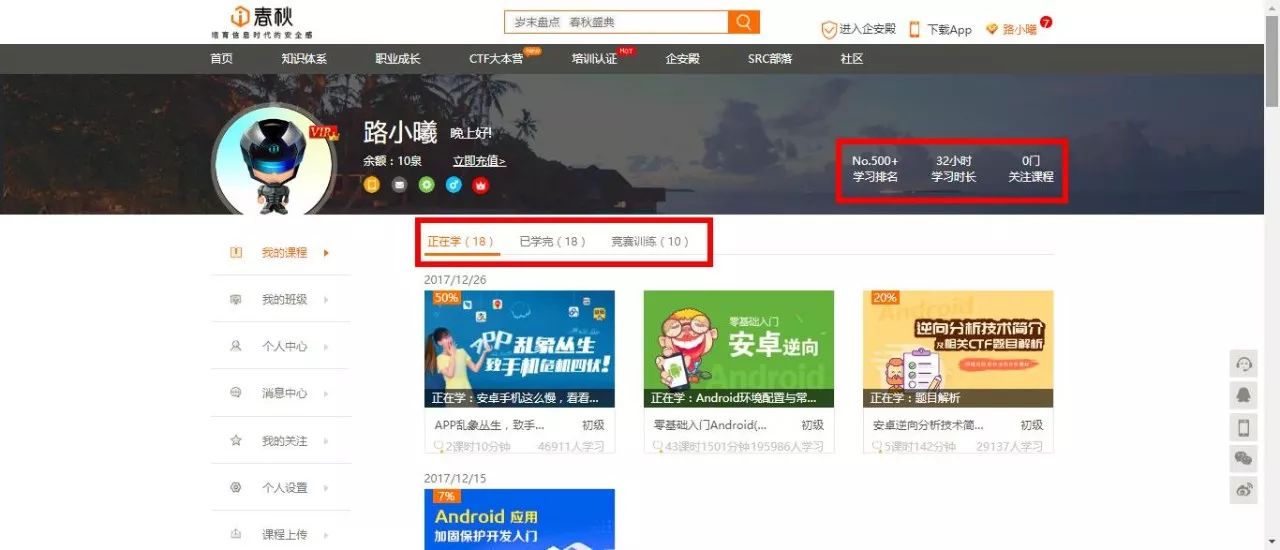 春秋
培育信息时代的安全感
岁末盘点 春秋盛典
进入企安殿
下载App
路小曦
7
首页
知识体系
职业成长
CTF大本营
NEW
培训认证
HOT
企安殿
SRC部落
社区
VIP
路小曦 晚上好!
余额：10泉 立即充值>
No.500+ 32小时 0门
学习排名 学习时长 关注课程
我的课程
我的班级
个人中心
消息中心
我的关注
个人设置
课程上传
正在学（18） 已学完（18） 竞赛训练（10）
2017/12/26
50%
APP乱象丛生
致手机危机四伏!
正在学：安卓手机这么慢，看看...
APP乱象丛生，致手... 初级
2课时10分钟 46911人学习
零基础入门
安卓逆向
Android
正在学：Android环境配置与常...
零基础入门Android(... 初级
43课时1501分钟195986人学习
20%
Android
逆向分析技术简介
及相关CTF题目解析
正在学：题目解析
安卓逆向分析技术简... 初级
5课时142分钟 29137人学习
2017/12/15
7%
Android 应用
加固保护开发入门